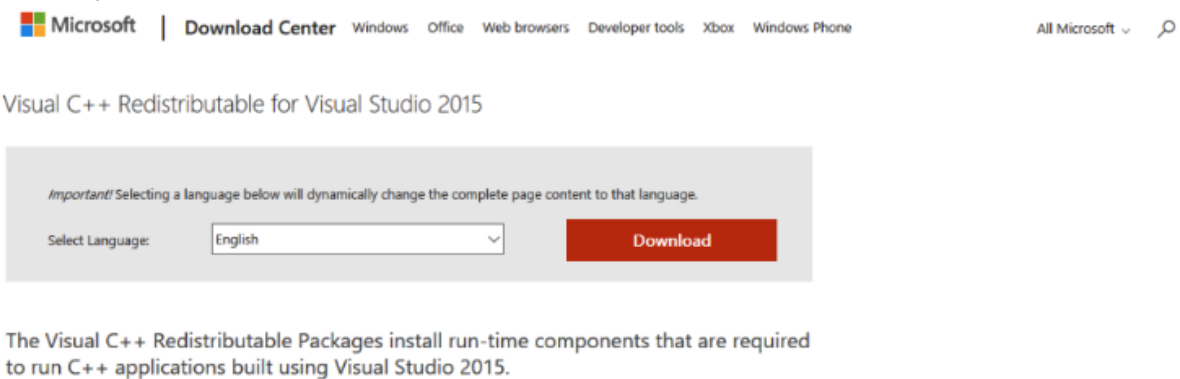 Microsoft | Download Center Windows Office Web browsers Developer tools Xbox Windows Phone All Microsoft
Visual C++ Redistributable for Visual Studio 2015
Important! Selecting a language below will dynamically change the complete page content to that language.
Select Language: English Download
The Visual C++ Redistributable Packages install run-time components that are required
to run C++ applications built using Visual Studio 2015.